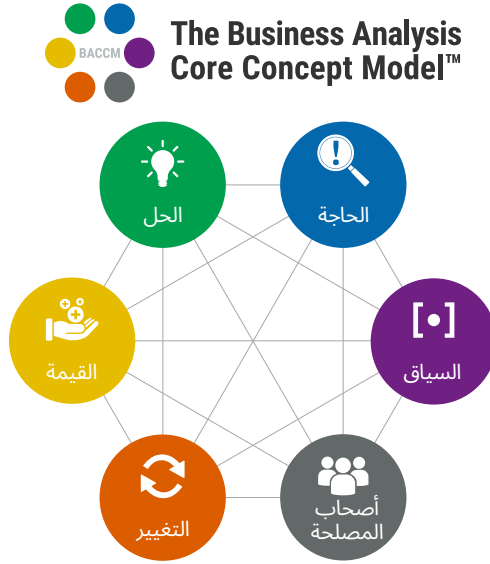 BACCM
The Business Analysis
Core Concept Model™
الحل
الحاجة
القيمة
السياق
التغيير
أصحاب
المصلحة